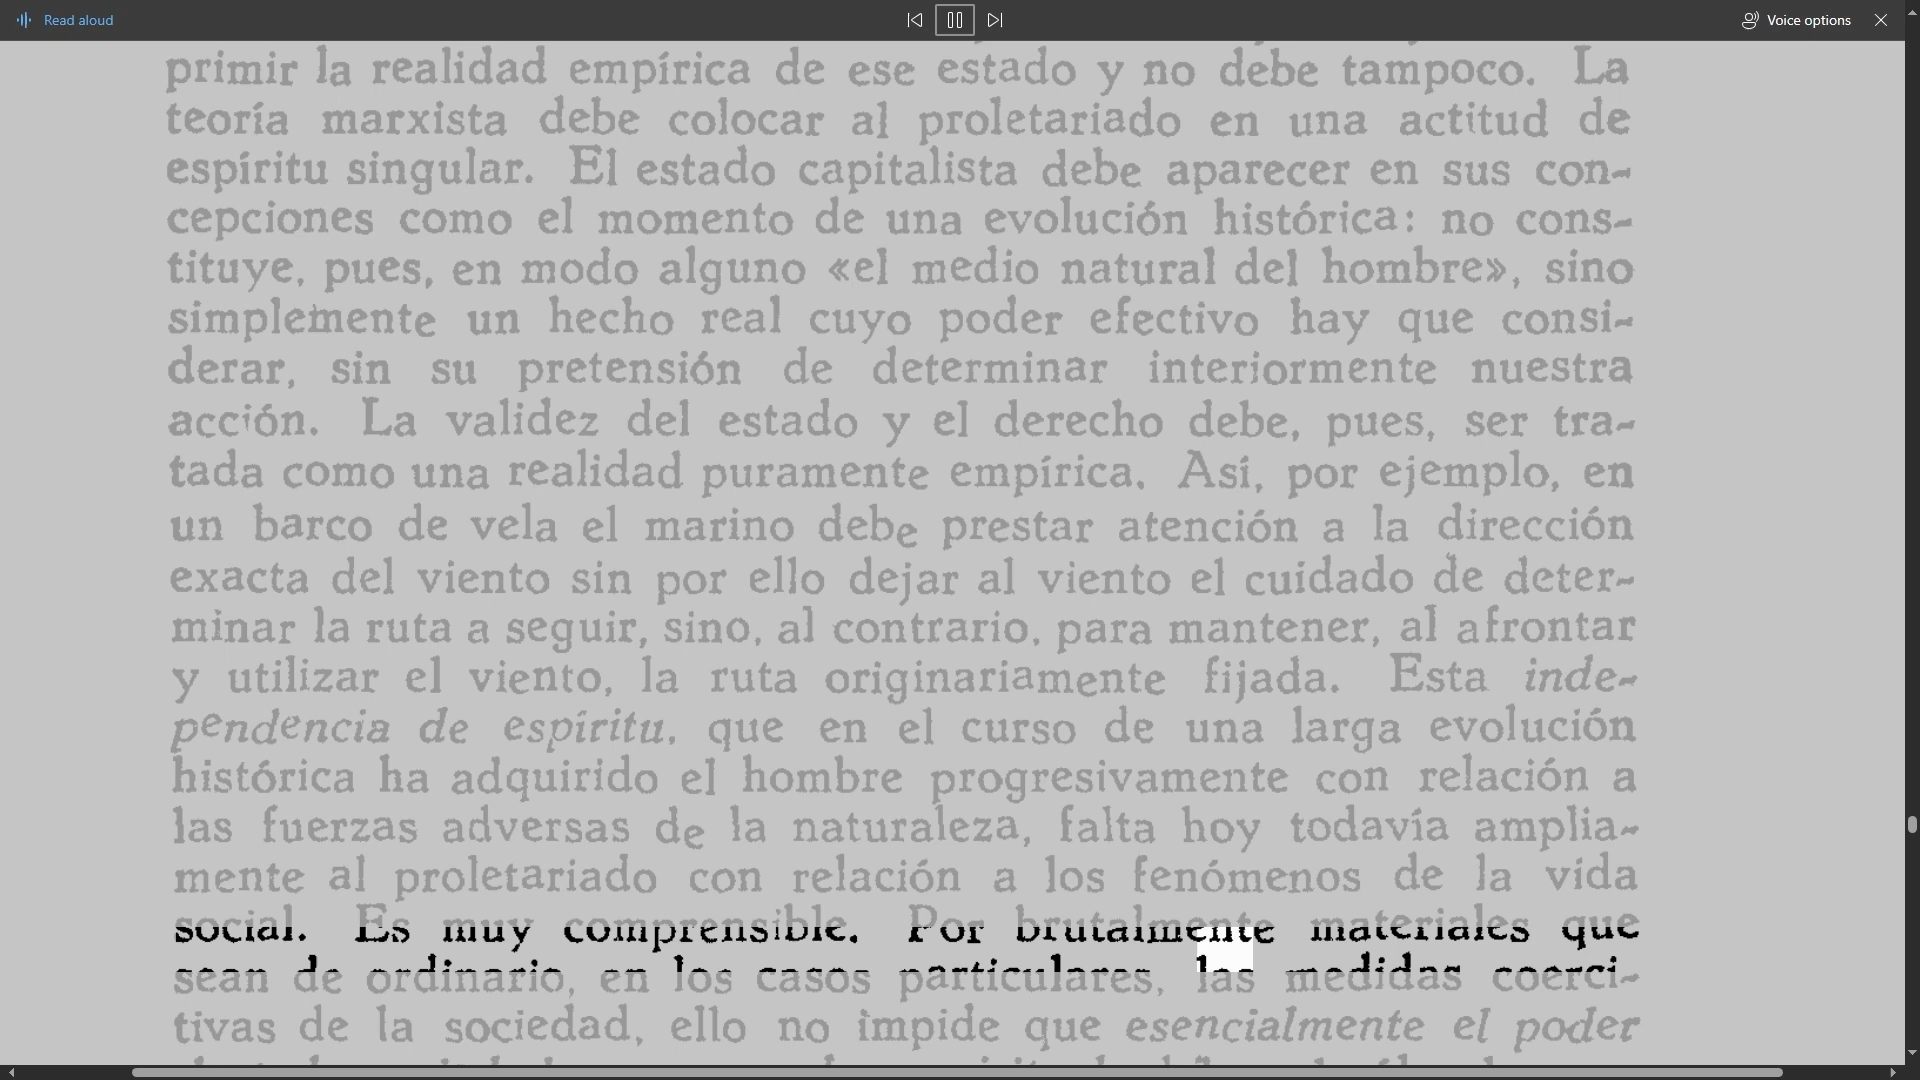 Read aloud
Voice options
primir la realidad empírica de ese estado y no debe tampoco. La
teoría marxista debe colocar al proletariado en una actitud de
espíritu singular. El estado capitalista debe aparecer en sus con-
cepciones como el momento de una evolución histórica: no cons-
tituye, pues, en modo alguno «el medio natural del hombre», sino
simplemente un hecho real cuyo poder efectivo hay que consi-
derar, sin su pretensión de determinar interiormente nuestra
acción. La validez del estado y el derecho debe, pues, ser tra-
tada como una realidad puramente empírica. Así, por ejemplo, en
un barco de vela el marino debe prestar atención a la dirección
exacta del viento sin por ello dejar al viento el cuidado de deter-
minar la ruta a seguir, sino, al contrario, para mantener, al afrontar
y utilizar el viento, la ruta originariamente fijada. Esta inde-
pendencia de espíritu, que en el curso de una larga evolución
histórica ha adquirido el hombre progresivamente con relación a
las fuerzas adversas de la naturaleza, falta hoy todavía amplia-
mente al proletariado con relación a los fenómenos de la vida
social. Es muy comprensible. Por brutalmente materiales que
sean de ordinario, en los casos particulares, las medidas coerci-
tivas de la sociedad, ello no impide que esencialmente el poder